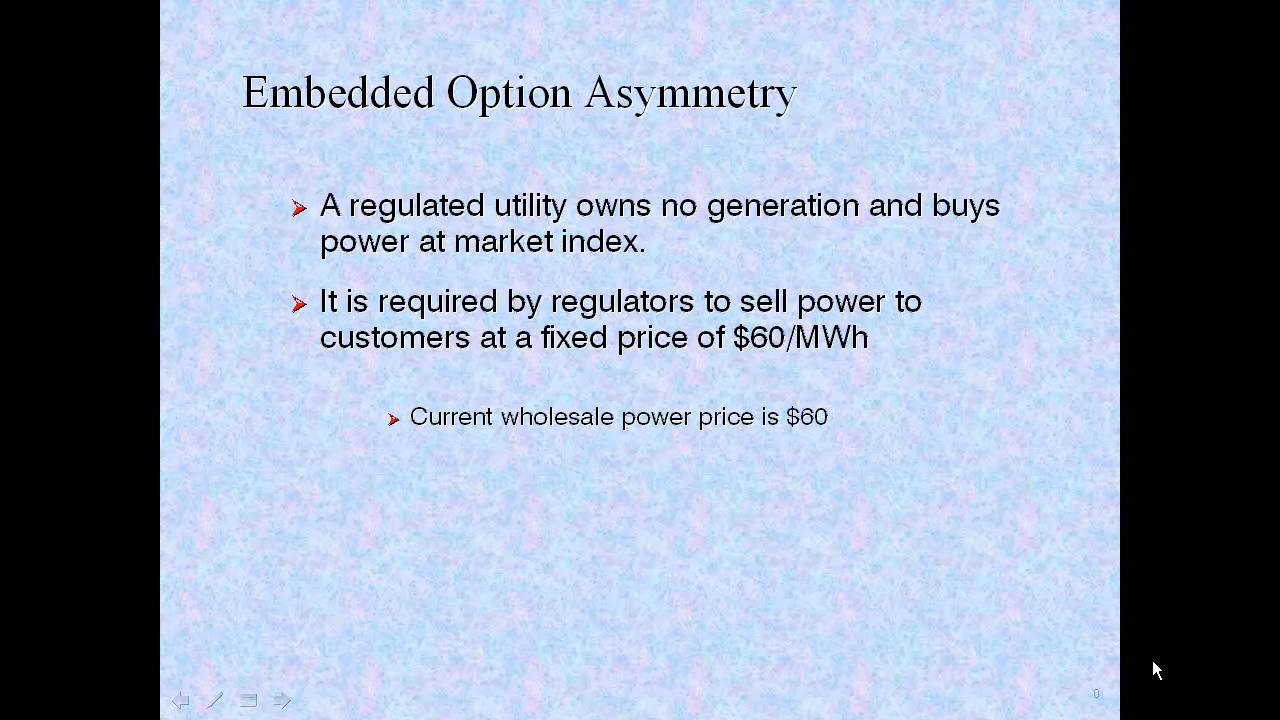 Embedded Option Asymmetry
A regulated utility owns no generation and buys
power at market index.
It is required by regulators to sell power to
customers at a fixed price of $60/MWh
Current wholesale power price is $60
0